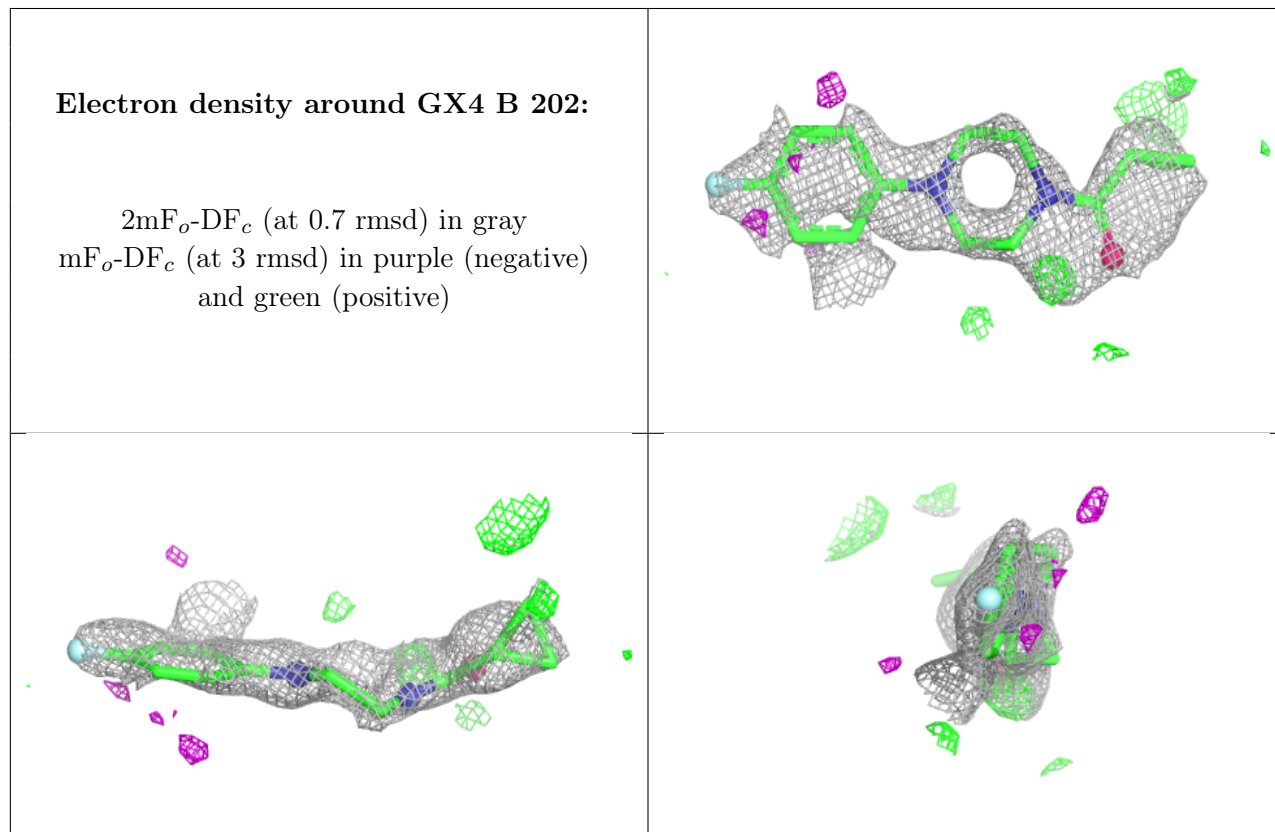 Electron density around GX4 B 202:
2mFo-DFc (at 0.7 rmsd) in gray
mFo-DFc (at 3 rmsd) in purple (negative)
and green (positive)